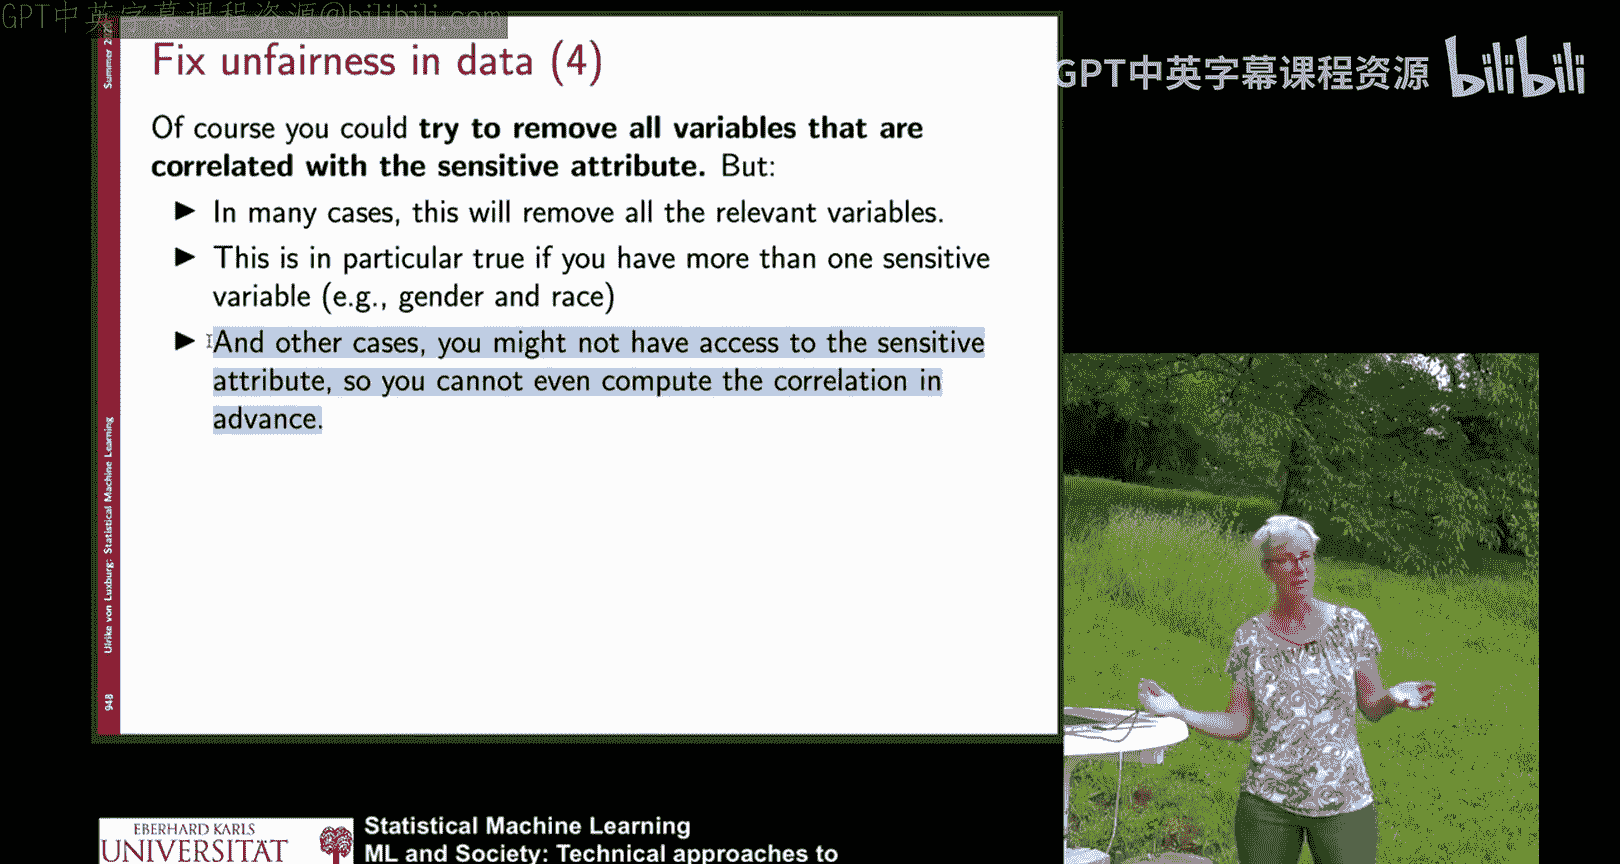 GPT中英字幕课程资源@bilibili.com
GPT中英字幕课程资源 bilibili
Fix unfairness in data (4)
Of course you could try to remove all variables that are
correlated with the sensitive attribute. But:
► In many cases, this will remove all the relevant variables.
► This is in particular true if you have more than one sensitive
variable (e.g., gender and race)
► And other cases, you might not have access to the sensitive
attribute, so you cannot even compute the correlation in
advance.
Ulrike von Luxburg: Statistical Machine Learning
Summer
948
EBERHARD KARLS
UNIVERSITÄT
Statistical Machine Learning
ML and Society: Technical approaches to